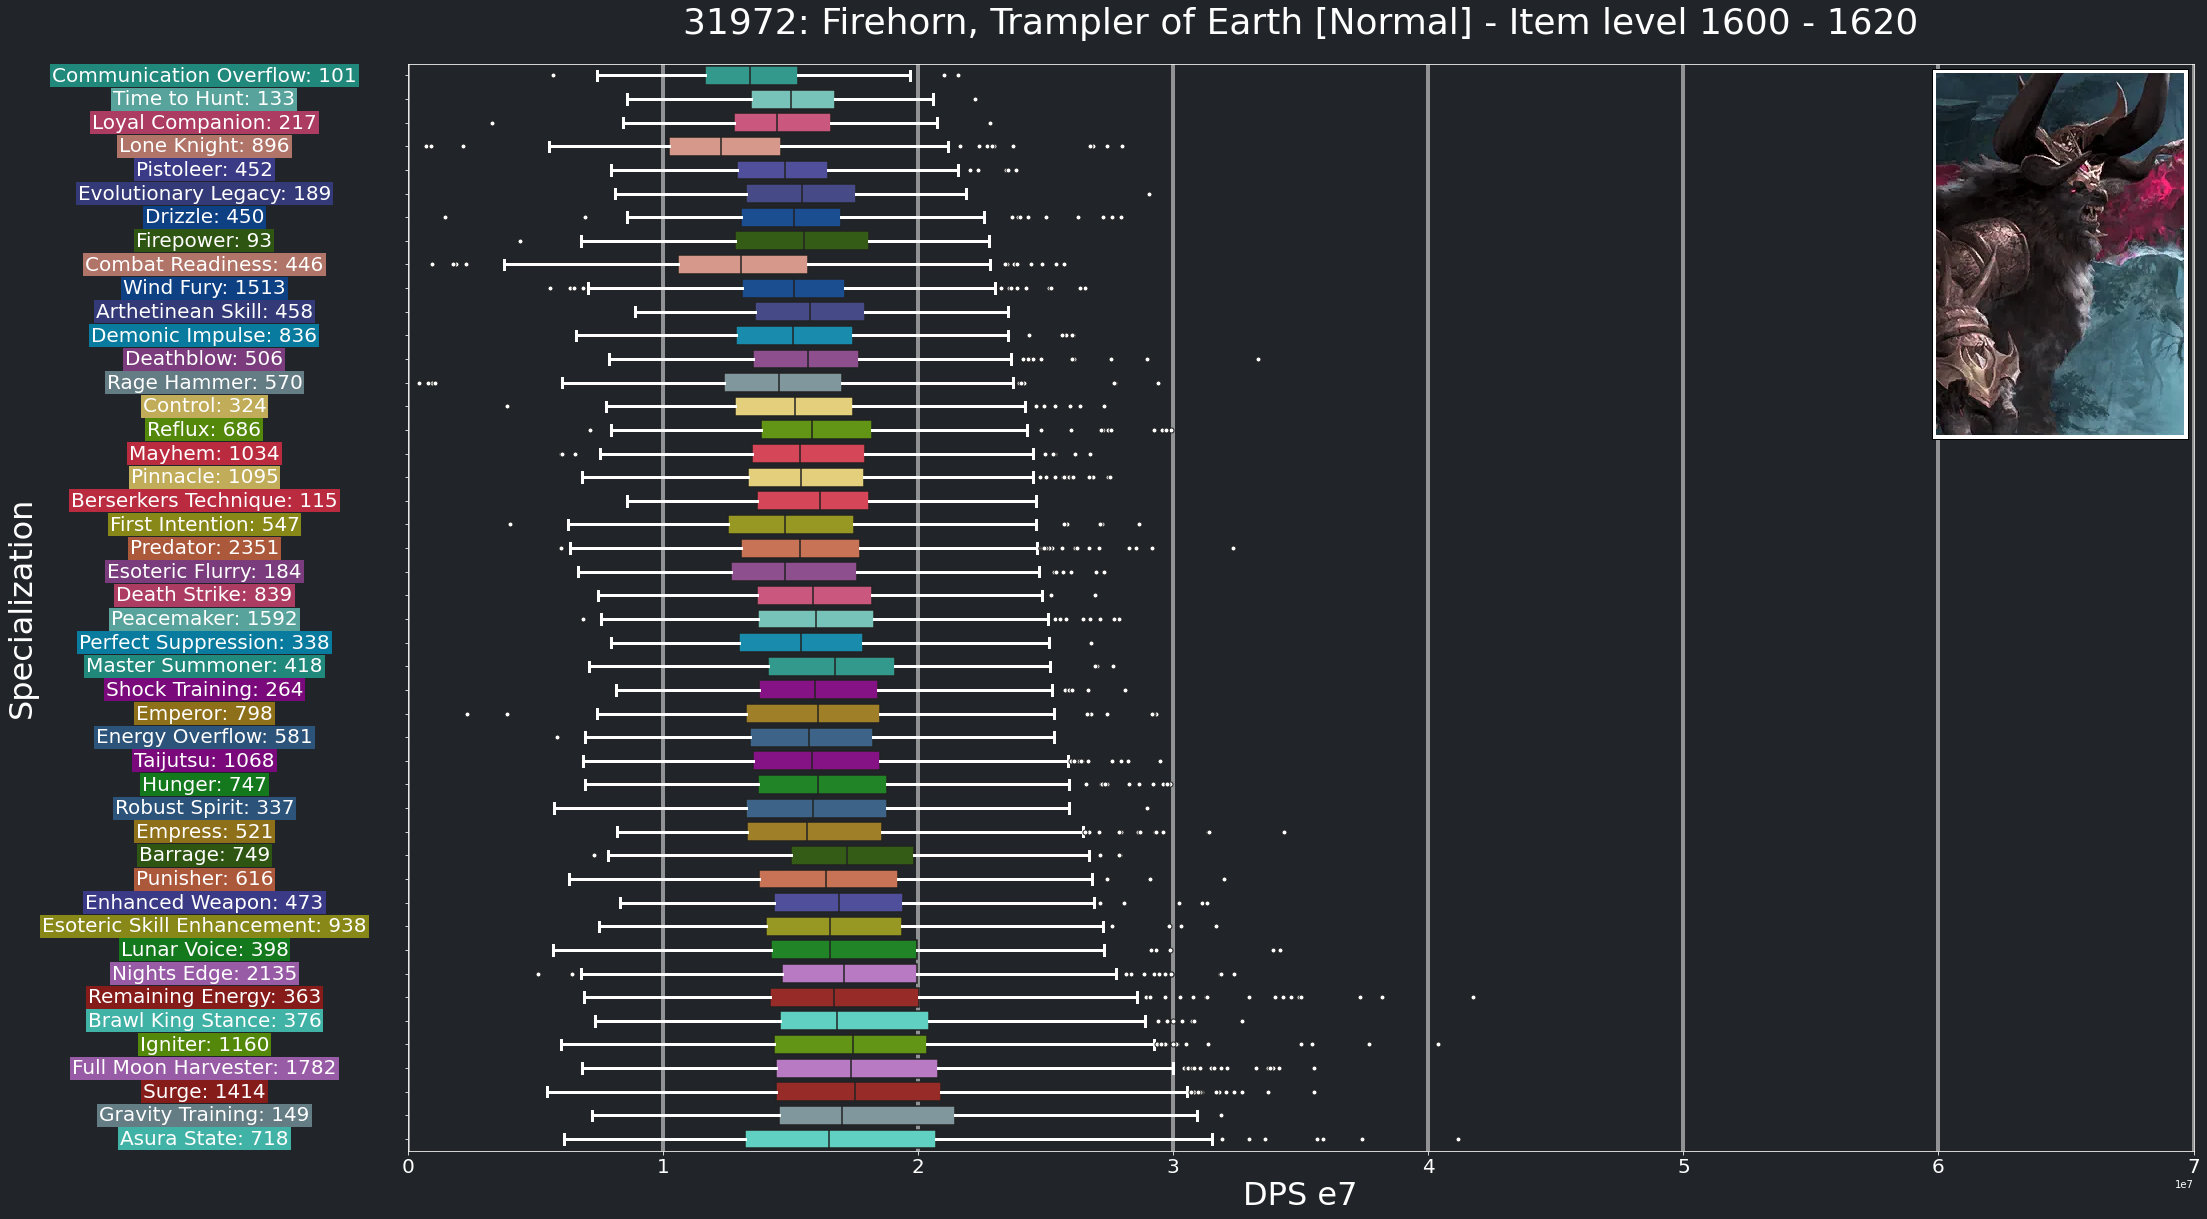 31972: Firehorn, Trampler of Earth [Normal] - Item level 1600 - 1620
Specialization
Communication Overflow: 101
Time to Hunt: 133
Loyal Companion: 217
Lone Knight: 896
Pistoleer: 452
Evolutionary Legacy: 189
Drizzle: 450
Firepower: 93
Combat Readiness: 446
Wind Fury: 1513
Arthetinean Skill: 458
Demonic Impulse: 836
Deathblow: 506
Rage Hammer: 570
Control: 324
Reflux: 686
Mayhem: 1034
Pinnacle: 1095
Berserkers Technique: 115
First Intention: 547
Predator: 2351
Esoteric Flurry: 184
Death Strike: 839
Peacemaker: 1592
Perfect Suppression: 338
Master Summoner: 418
Shock Training: 264
Emperor: 798
Energy Overflow: 581
Taijutsu: 1068
Hunger: 747
Robust Spirit: 337
Empress: 521
Barrage: 749
Punisher: 616
Enhanced Weapon: 473
Esoteric Skill Enhancement: 938
Lunar Voice: 398
Nights Edge: 2135
Remaining Energy: 363
Brawl King Stance: 376
Igniter: 1160
Full Moon Harvester: 1782
Surge: 1414
Gravity Training: 149
Asura State: 718
0 1 2 3 4 5 6 7
DPS e7
1e7